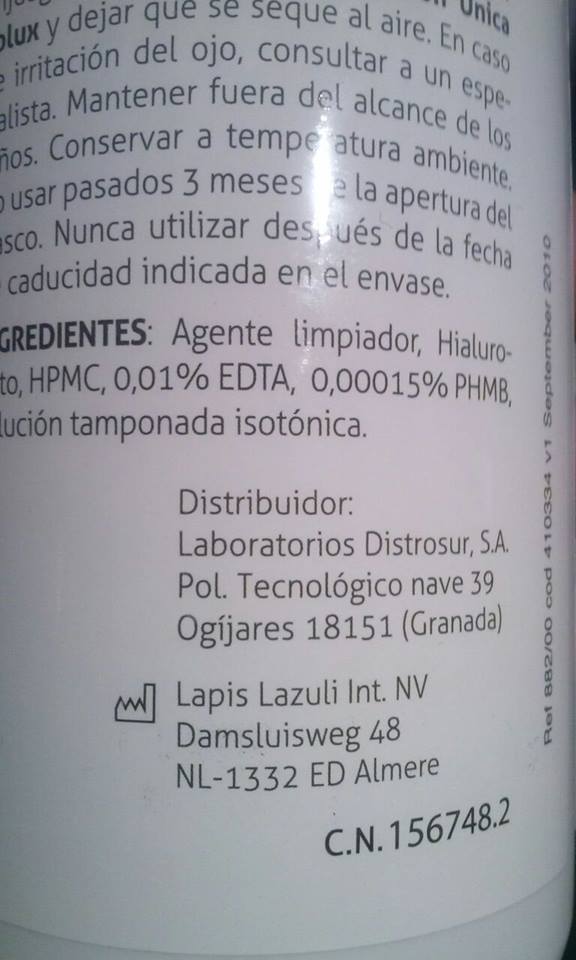 Única
olux y dejar que se seque al aire. En caso
e irritación del ojo, consultar a un espe-
alista. Mantener fuera del alcance de los
ños. Conservar a temperatura ambiente.
o usar pasados 3 meses de la apertura del
asco. Nunca utilizar después de la fecha
caducidad indicada en el envase.
GREDIENTES: Agente limpiador, Hialuro-
to, HPMC, 0,01% EDTA, 0,00015% PHMB,
lución tamponada isotónica.
Distribuidor:
Laboratorios Distrosur, S.A.
Pol. Tecnológico nave 39
Ogíjares 18151 (Granada)
Lapis Lazuli Int. NV
Damsluisweg 48
NL-1332 ED Almere
C.N.156748.2
Ref 882/00 cod 410334 v1 September 2010